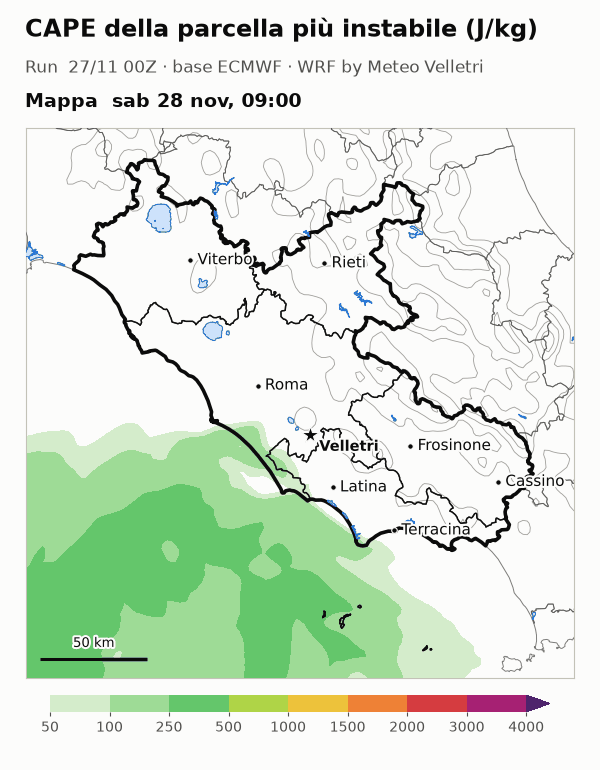 CAPE della parcella più instabile (J/kg)
Run 27/11 00Z · base ECMWF · WRF by Meteo Velletri
Mappa sab 28 nov, 09:00
Viterbo
Rieti
Roma
Velletri
Frosinone
Latina
Cassino
Terracina
50 km
50 100 250 500 1000 1500 2000 3000 4000